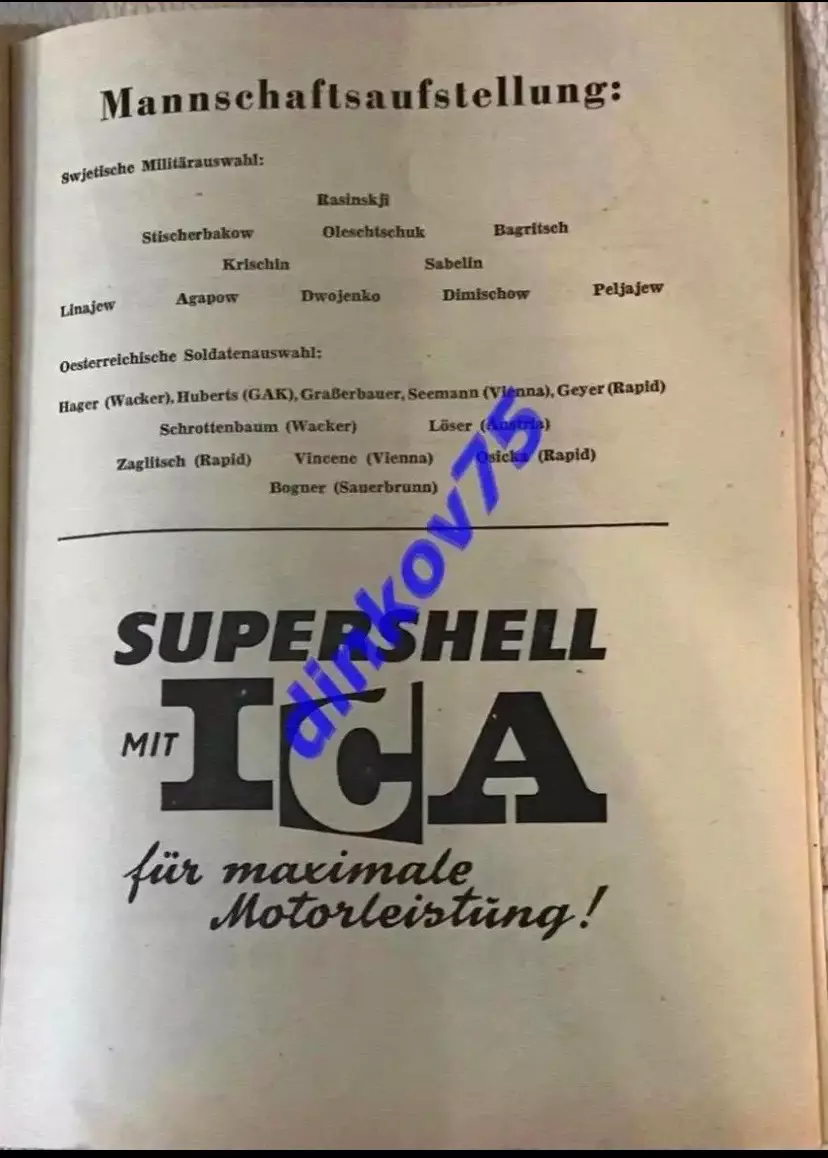 Mannschaftsaufstellung:
Swjetische Militärauswahl:
Rasinskji
Stischerbakow Oleschtschuk Bagritsch
Krischin Sabelin
Linajew Agapow Dwojenko Dimischow Peljajew
Oesterreichische Soldatenauswahl:
Hager (Wacker), Huberts (GAK), Graßerbauer, Seemann (Vienna), Geyer (Rapid)
Schrottenbaum (Wacker) Löser (Austria)
Zaglitsch (Rapid) Vincene (Vienna) Osicka (Rapid)
Bogner (Sauerbrunn)
dinkov75
SUPERSHELL
MIT ICA
für maximale
Motorleistung!